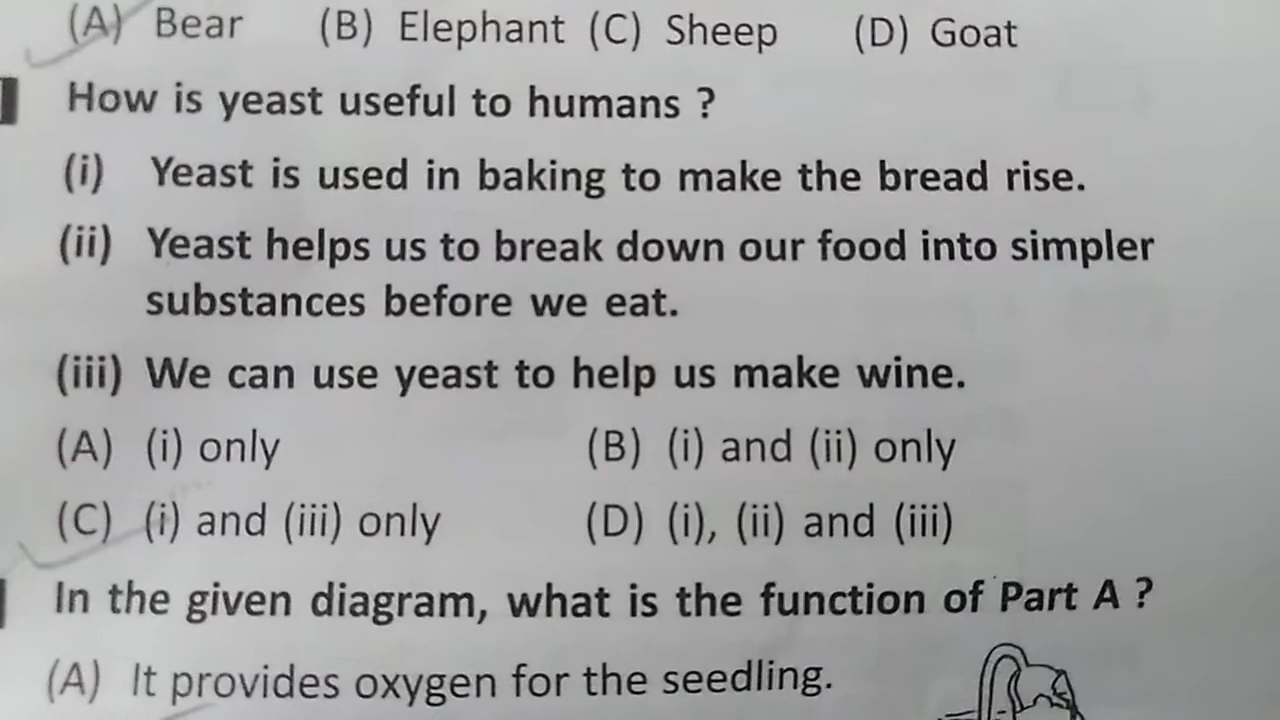 (A) Bear (B) Elephant (C) Sheep (D) Goat
How is yeast useful to humans ?
(i) Yeast is used in baking to make the bread rise.
(ii) Yeast helps us to break down our food into simpler
substances before we eat.
(iii) We can use yeast to help us make wine.
(A) (i) only (B) (i) and (ii) only
(C) (i) and (iii) only (D) (i), (ii) and (iii)
In the given diagram, what is the function of Part A ?
(A) It provides oxygen for the seedling.